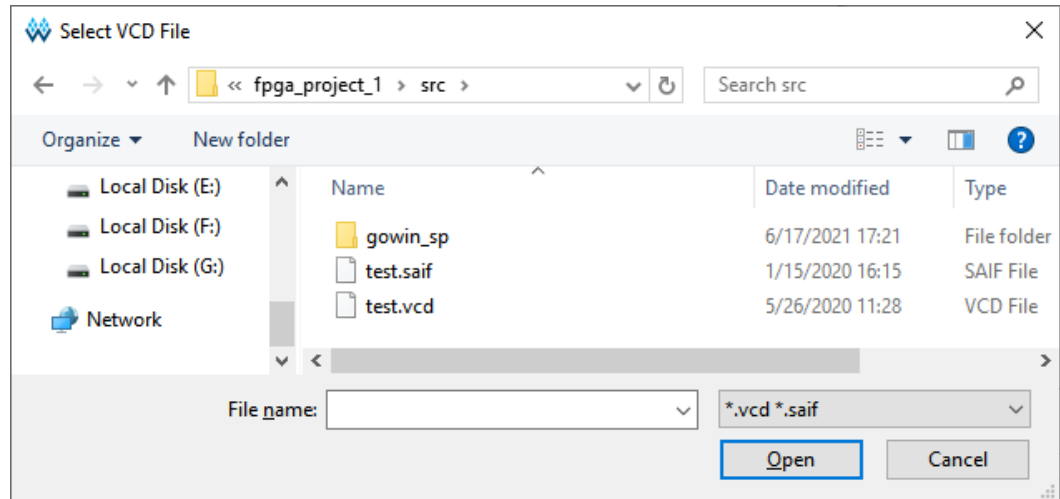 Select VCD File
« fpga_project_1 > src >
Search src
Organize
New folder
?
Local Disk (E:)
Local Disk (F:)
Local Disk (G:)
Network
Name
Date modified
Type
gowin_sp
6/17/2021 17:21
File folder
test.saif
1/15/2020 16:15
SAIF File
test.vcd
5/26/2020 11:28
VCD File
File name:
*.vcd *.saif
Open
Cancel